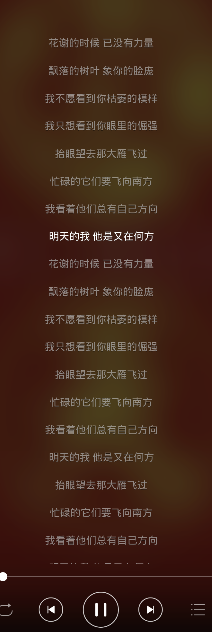 花谢的时候 已没有力量
飘落的树叶 象你的脸庞
我不愿看到你枯萎的模样
我只想看到你眼里的倔强
抬眼望去那大雁飞过
忙碌的它们要飞向南方
我看着他们总有自己方向
明天的我 他是又在何方
花谢的时候 已没有力量
飘落的树叶 象你的脸庞
我不愿看到你枯萎的模样
我只想看到你眼里的倔强
抬眼望去那大雁飞过
忙碌的它们要飞向南方
我看着他们总有自己方向
明天的我 他是又在何方
抬眼望去那大雁飞过
忙碌的它们要飞向南方
我看着他们总有自己方向